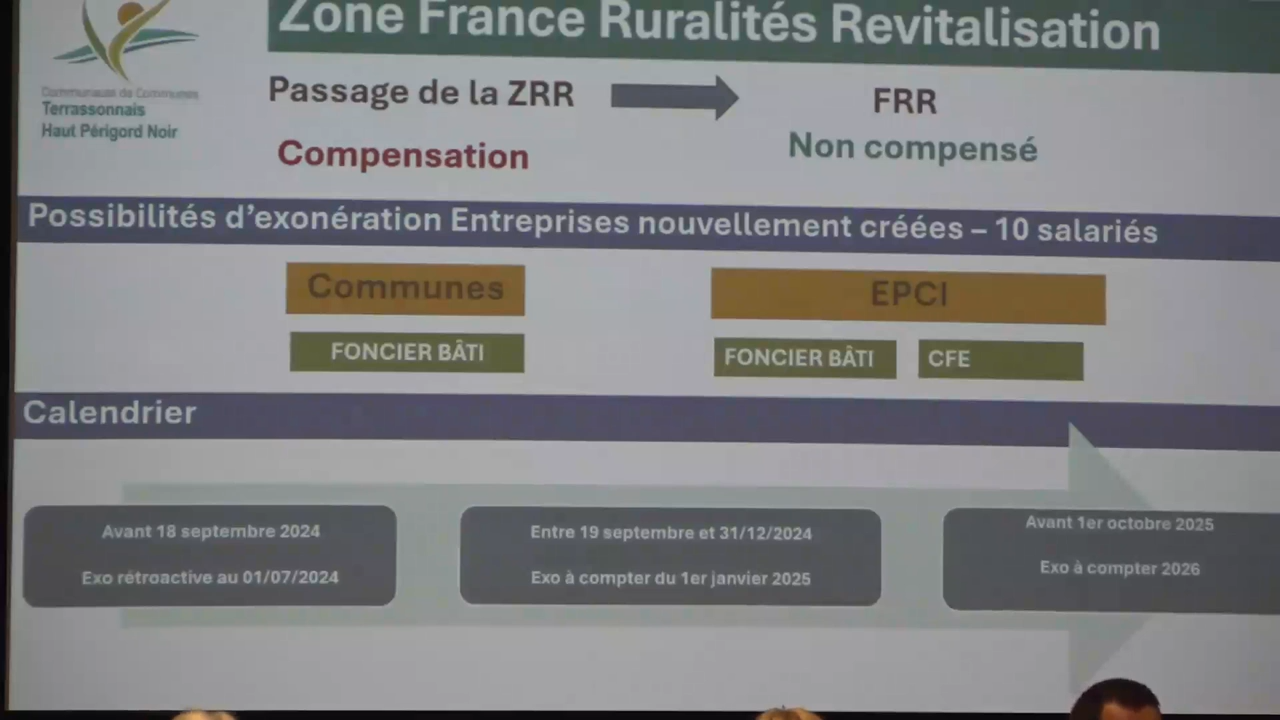 Zone France Ruralités Revitalisation
Communauté de Communes
Terrassonnais
Haut Périgord Noir
Passage de la ZRR
FRR
Compensation
Non compensé
Possibilités d'exonération Entreprises nouvellement créées – 10 salariés
Communes
EPCI
FONCIER BÂTI
FONCIER BÂTI
CFE
Calendrier
Avant 18 septembre 2024
Exo rétroactive au 01/07/2024
Entre 19 septembre et 31/12/2024
Exo à compter du 1er janvier 2025
Avant 1er octobre 2025
Exo à compter 2026